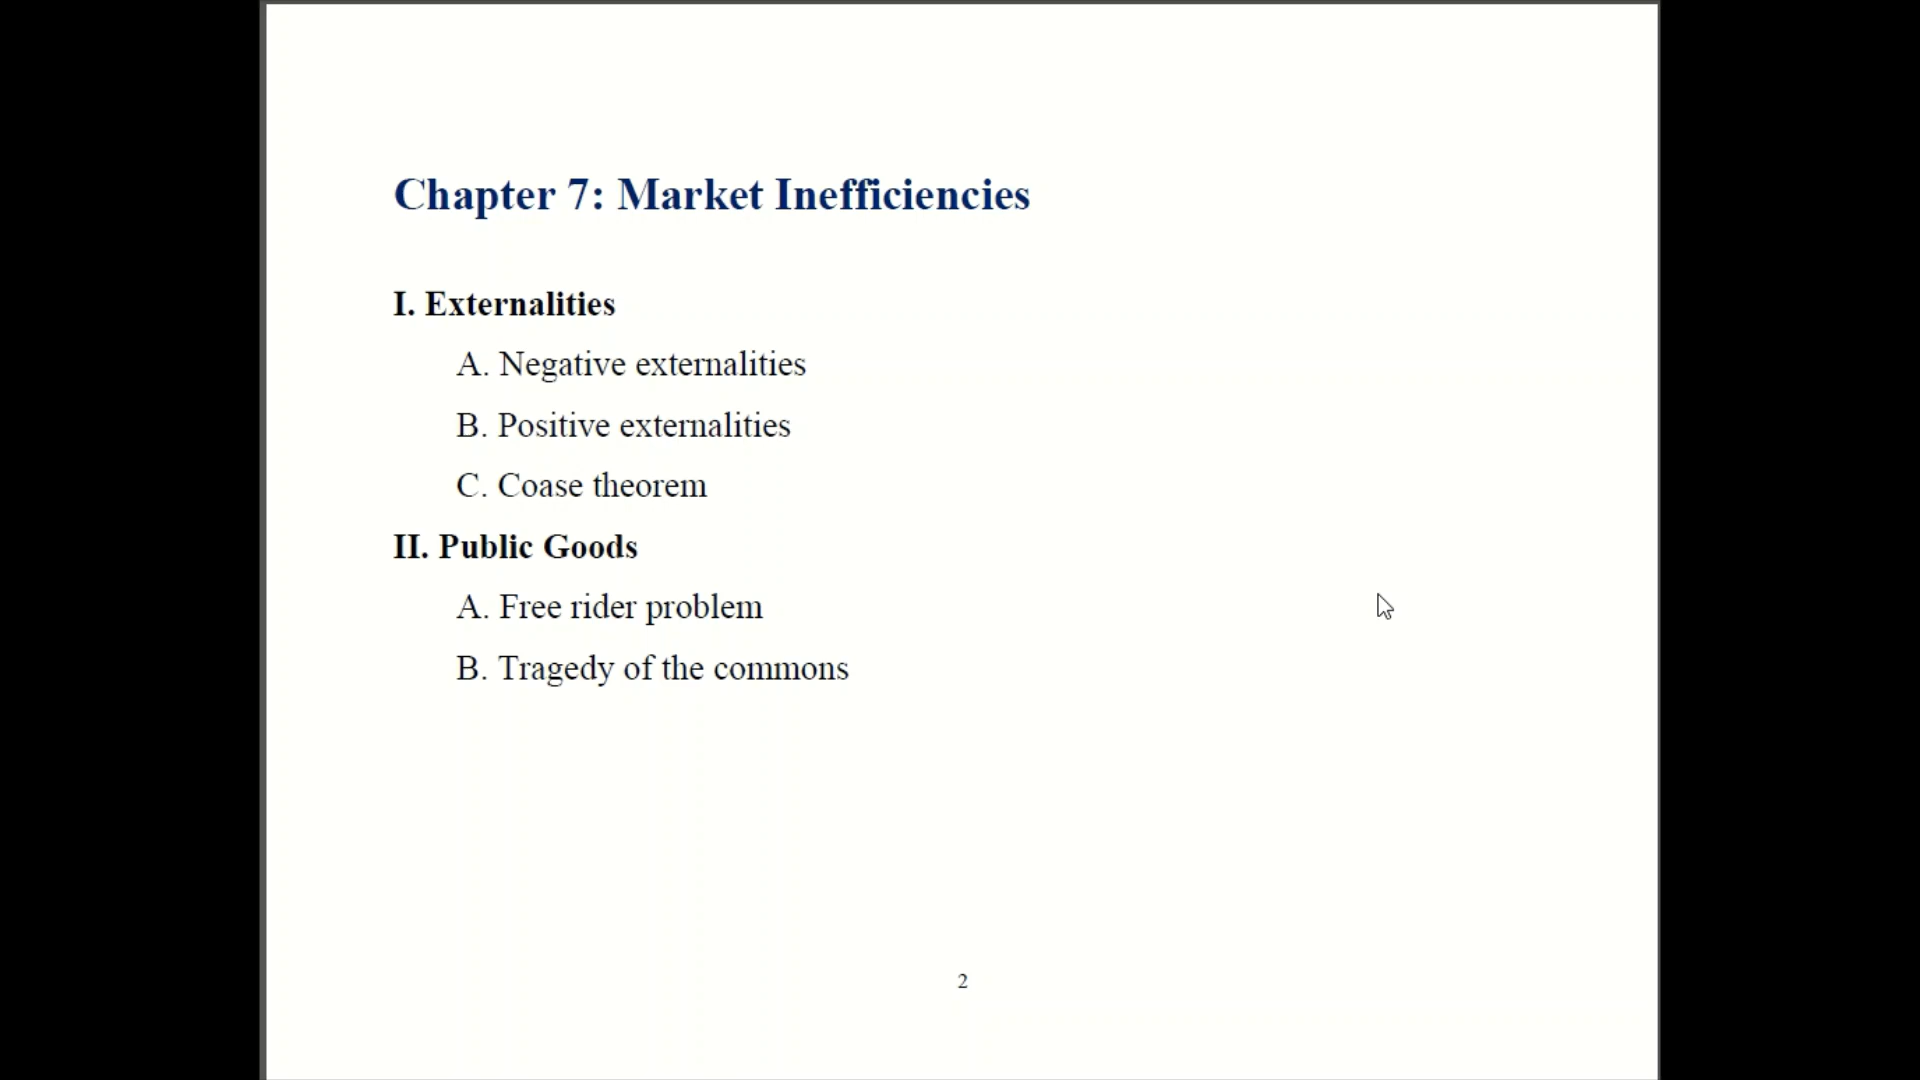 Chapter 7: Market Inefficiencies
I. Externalities
A. Negative externalities
B. Positive externalities
C. Coase theorem
II. Public Goods
A. Free rider problem
B. Tragedy of the commons
2